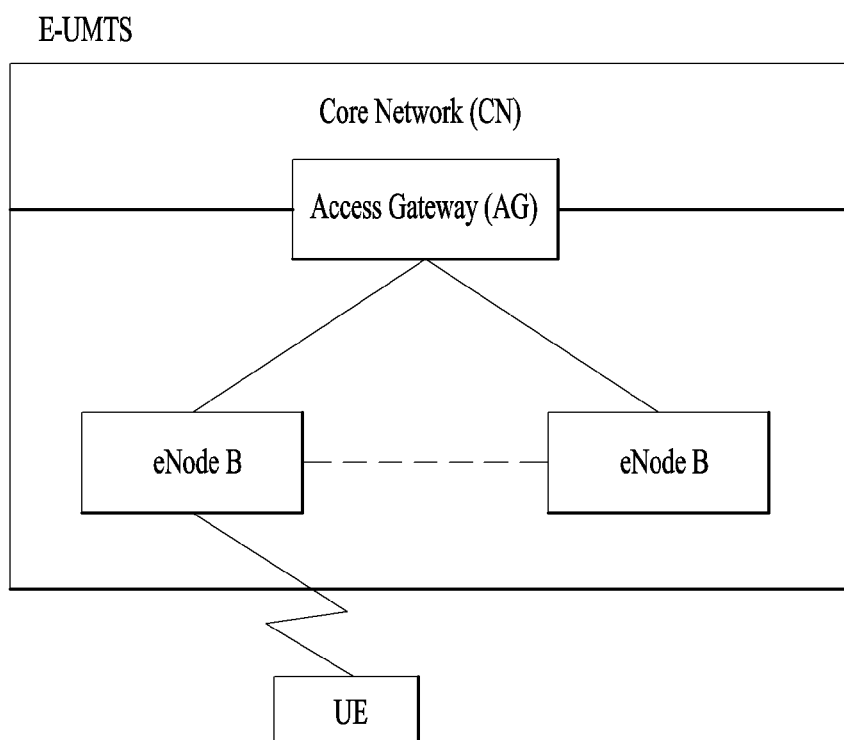 E-UMTS
Core Network (CN)
Access Gateway (AG)
eNode B
eNode B
UE